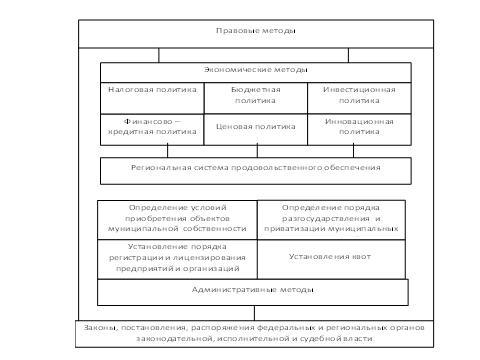 Правовые методы
Экономические методы
Налоговая политика
Бюджетная
политика
Инвестиционная
политика
Финансово –
кредитная политика
Ценовая политика
Инновационная
политика
Региональная система продовольственного обеспечения
Определение условий
приобретения объектов
муниципальной собственности
Определение порядка
разгосударствления и
приватизации муниципальных
Установление порядка
регистрации и лицензирования
предприятий и организаций
Установления квот
Административные методы
Законы, постановления, распоряжения федеральных и региональных органов
законодательной, исполнительной и судебной власти